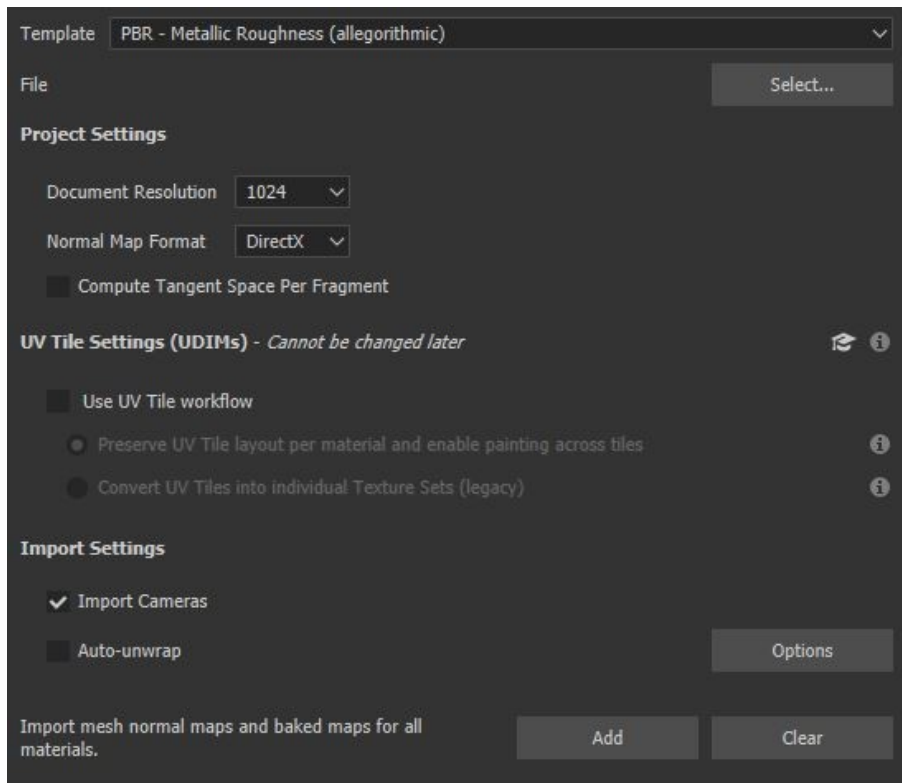 Template PBR - Metallic Roughness (allegorithmic)
File Select...
Project Settings
Document Resolution 1024
Normal Map Format DirectX
Compute Tangent Space Per Fragment
UV Tile Settings (UDIMs) - Cannot be changed later
Use UV Tile workflow
Preserve UV Tile layout per material and enable painting across tiles
Convert UV Tiles into individual Texture Sets (legacy)
Import Settings
Import Cameras
Auto-unwrap Options
Import mesh normal maps and baked maps for all
materials.
Add Clear